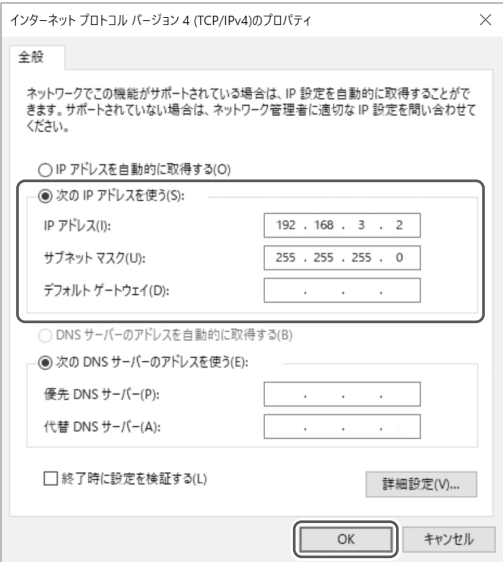 インターネット プロトコル バージョン 4 (TCP/IPv4)のプロパティ
全般
ネットワークでこの機能がサポートされている場合は、IP 設定を自動的に取得することがで
きます。サポートされていない場合は、ネットワーク管理者に適切な IP 設定を問い合わせて
ください。
IP アドレスを自動的に取得する(O)
次の IP アドレスを使う(S):
IP アドレス(I): 192 . 168 . 3 . 2
サブネット マスク(U): 255 . 255 . 255 . 0
デフォルト ゲートウェイ(D): . . .
DNS サーバーのアドレスを自動的に取得する(B)
次の DNS サーバーのアドレスを使う(E):
優先 DNS サーバー(P): . . .
代替 DNS サーバー(A): . . .
終了時に設定を検証する(L)
詳細設定(V)...
OK キャンセル